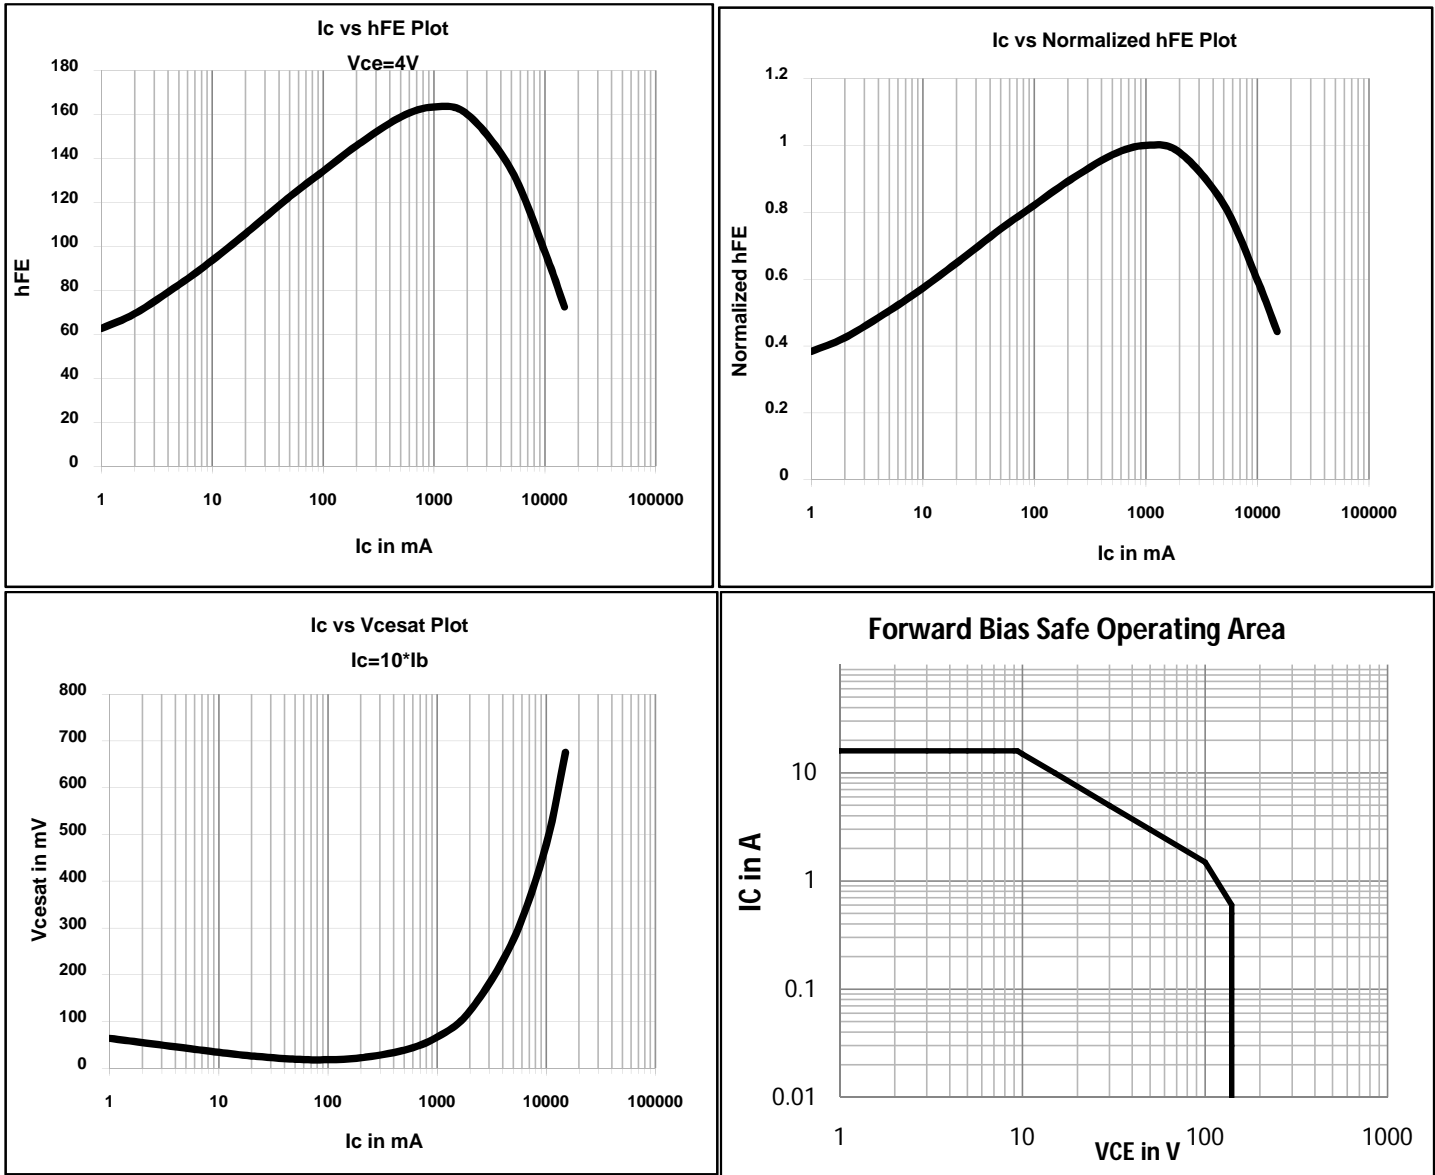 Ic vs hFE Plot
Vce=4V
180
160
140
120
100
80
60
40
20
0
hFE
1 10 100 1000 10000 100000
Ic in mA
Ic vs Normalized hFE Plot
1.2
1
0.8
0.6
0.4
0.2
0
Normalized hFE
1 10 100 1000 10000 100000
Ic in mA
Ic vs Vcesat Plot
Ic=10*Ib
800
700
600
500
400
300
200
100
0
Vcesat in mV
1 10 100 1000 10000 100000
Ic in mA
Forward Bias Safe Operating Area
10
1
0.1
0.01
IC in A
1 10 100 1000
VCE in V